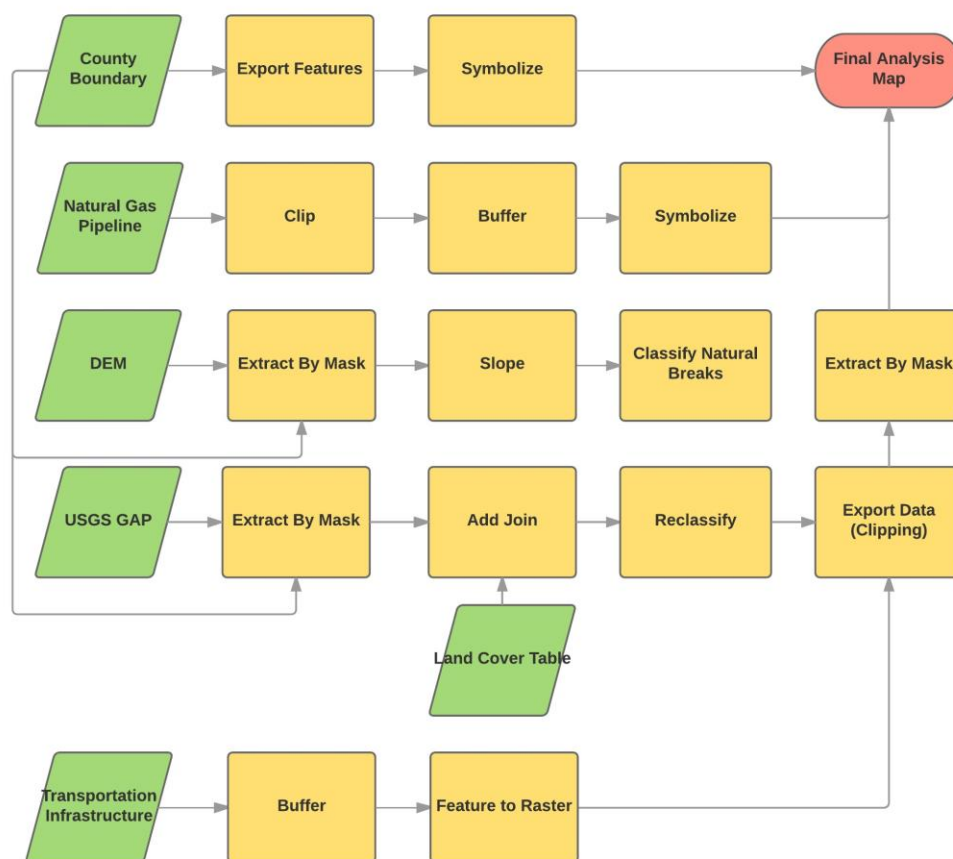 County
Boundary
Export Features
Symbolize
Final Analysis
Map
Natural Gas
Pipeline
Clip
Buffer
Symbolize
DEM
Extract By Mask
Slope
Classify Natural
Breaks
Extract By Mask
USGS GAP
Extract By Mask
Add Join
Reclassify
Export Data
(Clipping)
Land Cover Table
Transportation
Infrastructure
Buffer
Feature to Raster